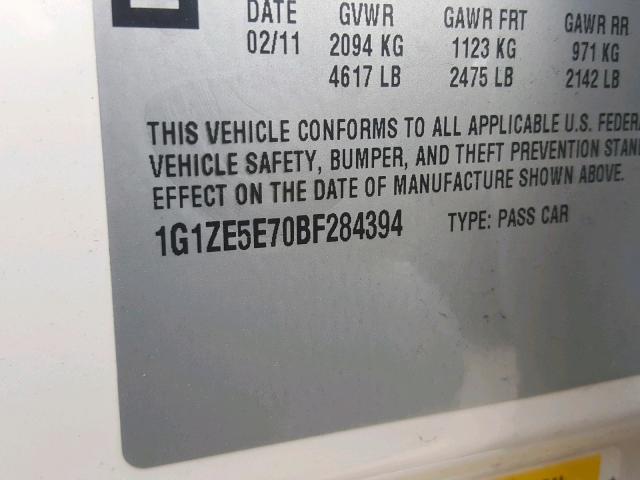 DATE GVWR GAWR FRT GAWR RR
02/11 2094 KG 1123 KG 971 KG
4617 LB 2475 LB 2142 LB
THIS VEHICLE CONFORMS TO ALL APPLICABLE U.S. FEDER
VEHICLE SAFETY, BUMPER, AND THEFT PREVENTION STAN
EFFECT ON THE DATE OF MANUFACTURE SHOWN ABOVE.
1G1ZE5E70BF284394 TYPE: PASS CAR